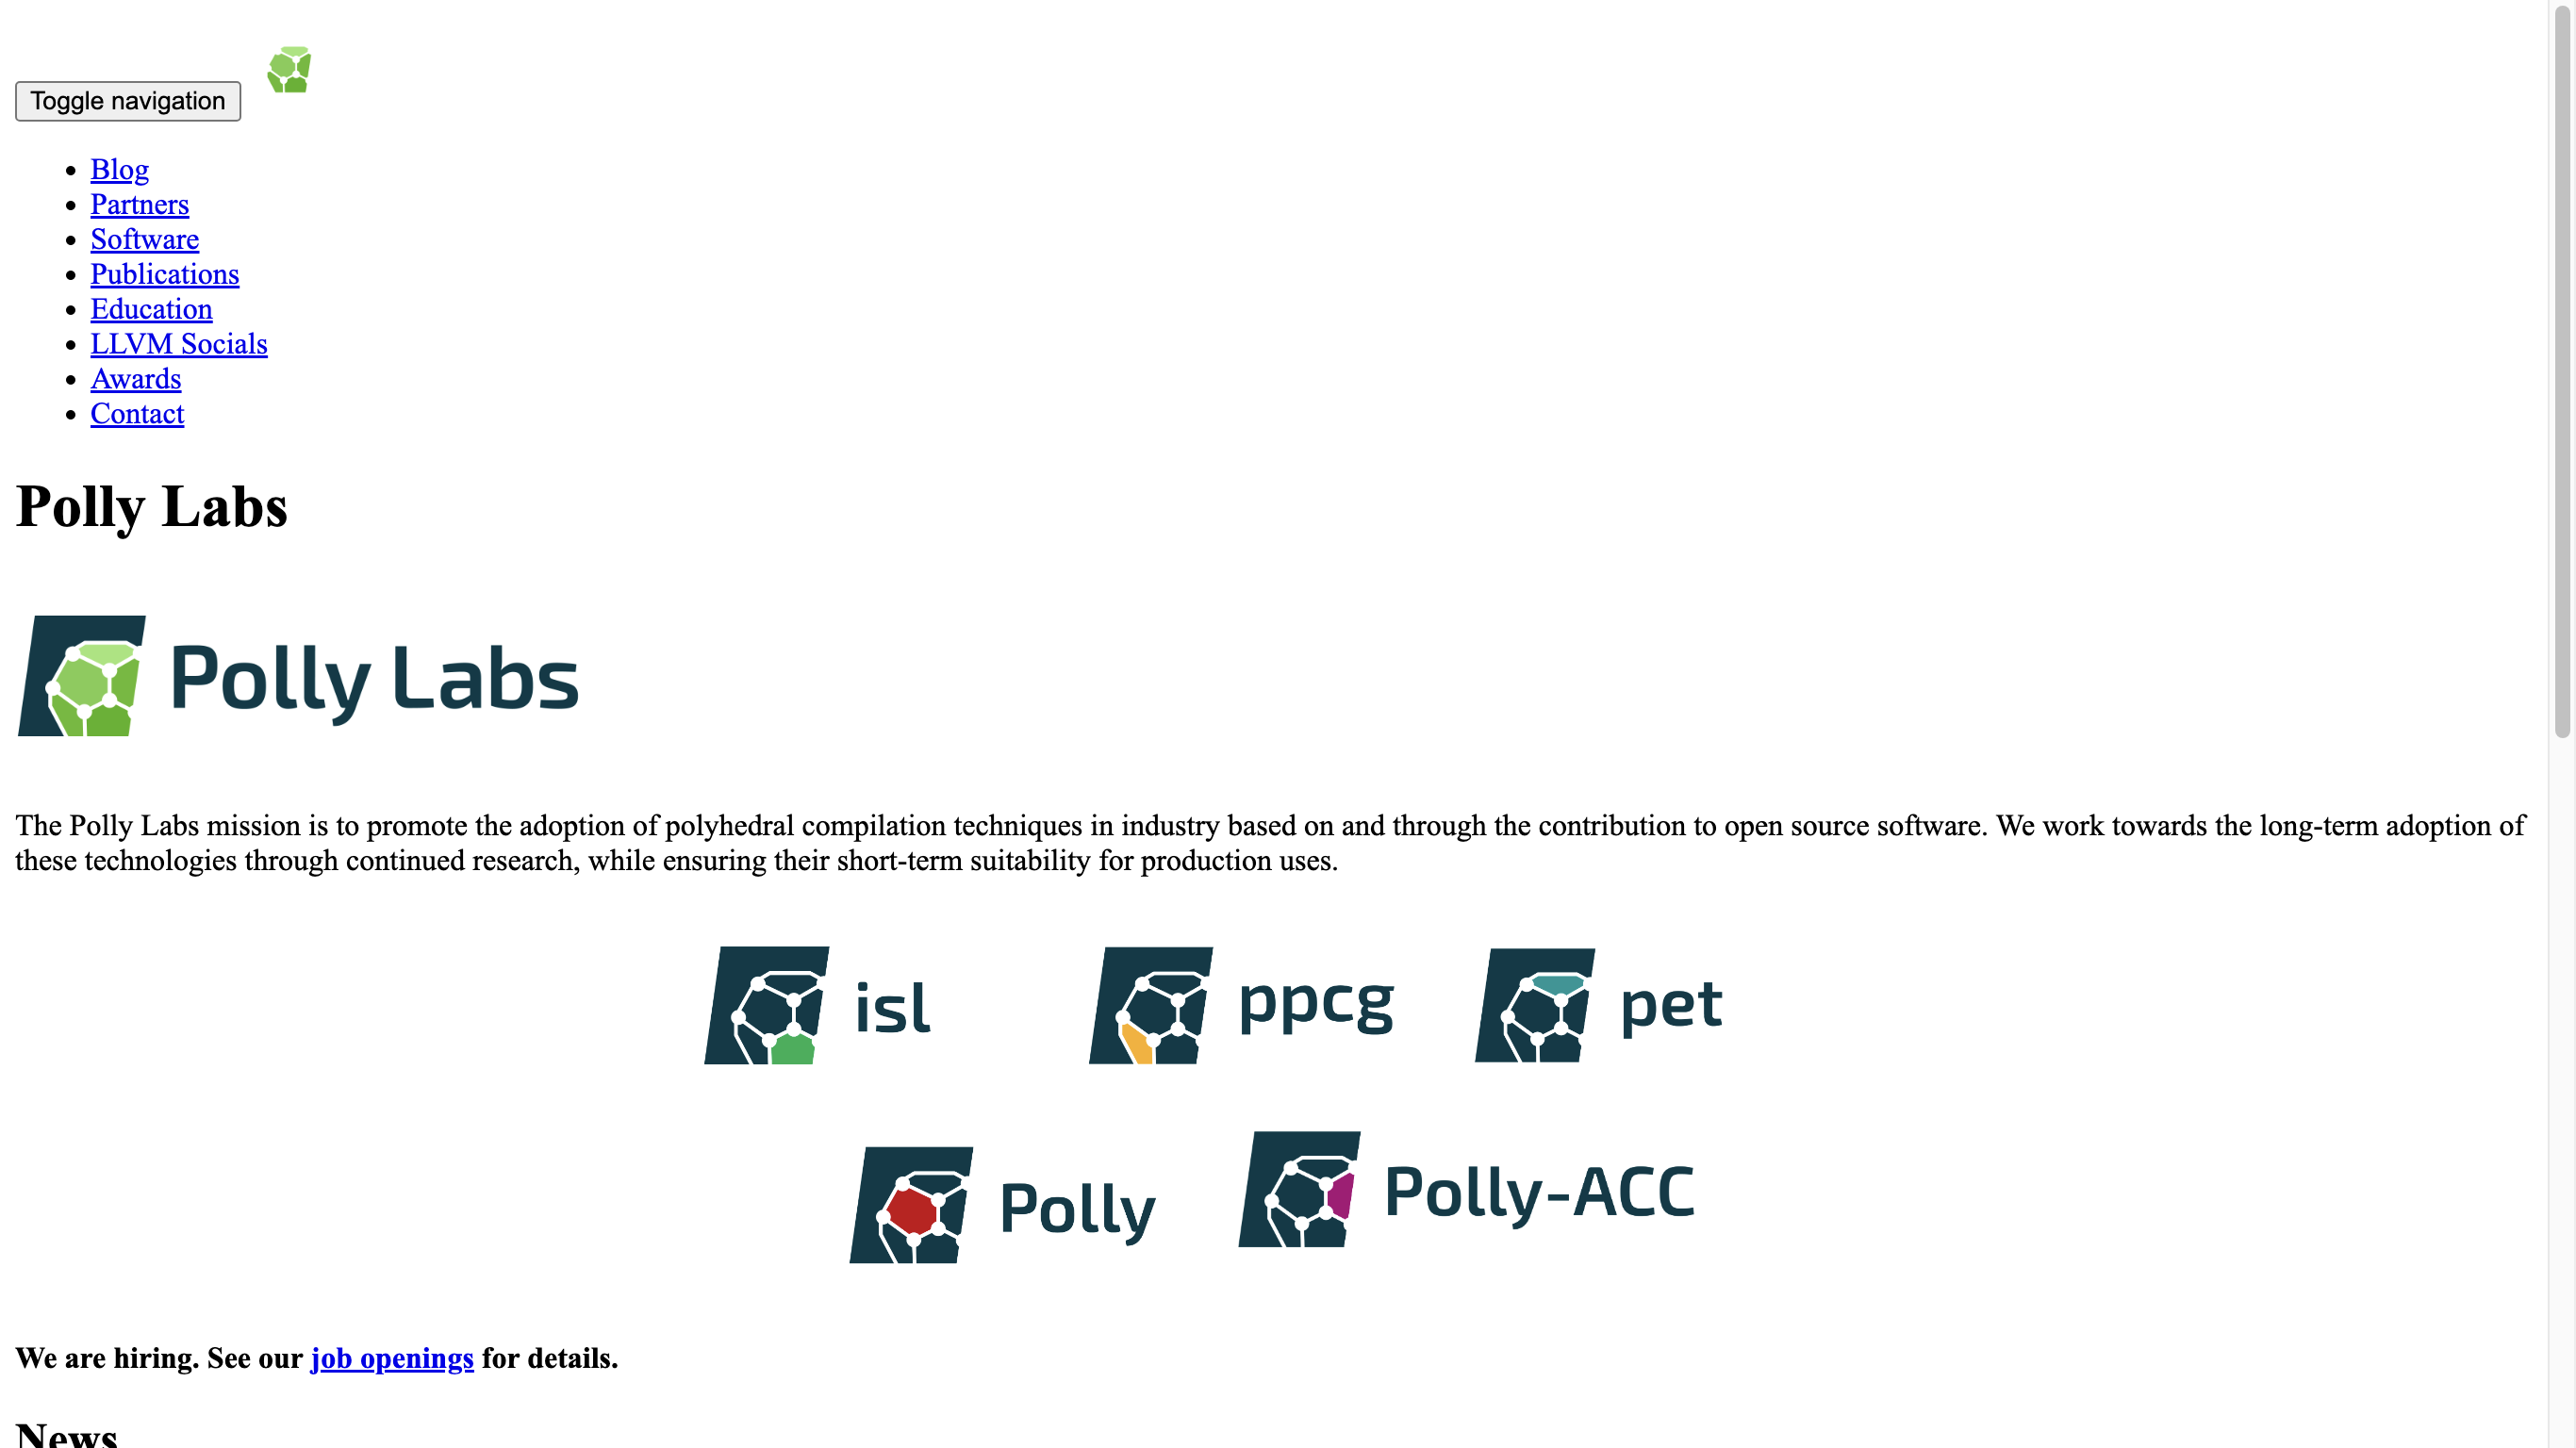 Toggle navigation
Blog
Partners
Software
Publications
Education
LLVM Socials
Awards
Contact
Polly Labs
Polly Labs
The Polly Labs mission is to promote the adoption of polyhedral compilation techniques in industry based on and through the contribution to open source software. We work towards the long-term adoption of
these technologies through continued research, while ensuring their short-term suitability for production uses.
isl ppcg pet
Polly Polly-ACC
We are hiring. See our job openings for details.
News